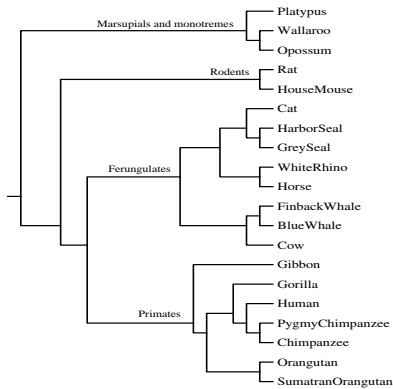 Platypus
Marsupials and monotremes
Wallaroo
Opossum
Rat
Rodents
HouseMouse
Cat
HarborSeal
GreySeal
WhiteRhino
Ferungulates
Horse
FinbackWhale
BlueWhale
Cow
Gibbon
Gorilla
Human
Primates
PygmyChimpanzee
Chimpanzee
Orangutan
SumatranOrangutan